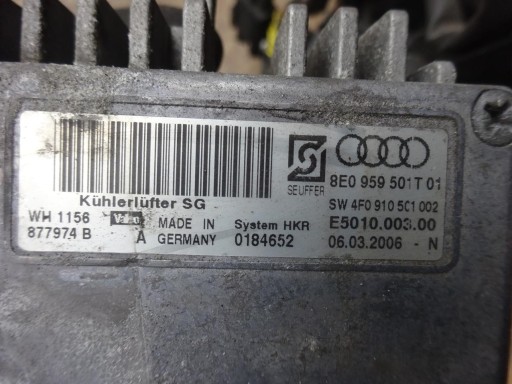 SEUFFER
8E0 959 501T 01
Kühlerlüfter SG
SW 4F0 910 5C1 002
WH 1156 Valeo MADE IN System HKR E5010.003.00
877974 B A GERMANY 0184652 06.03.2006 - N